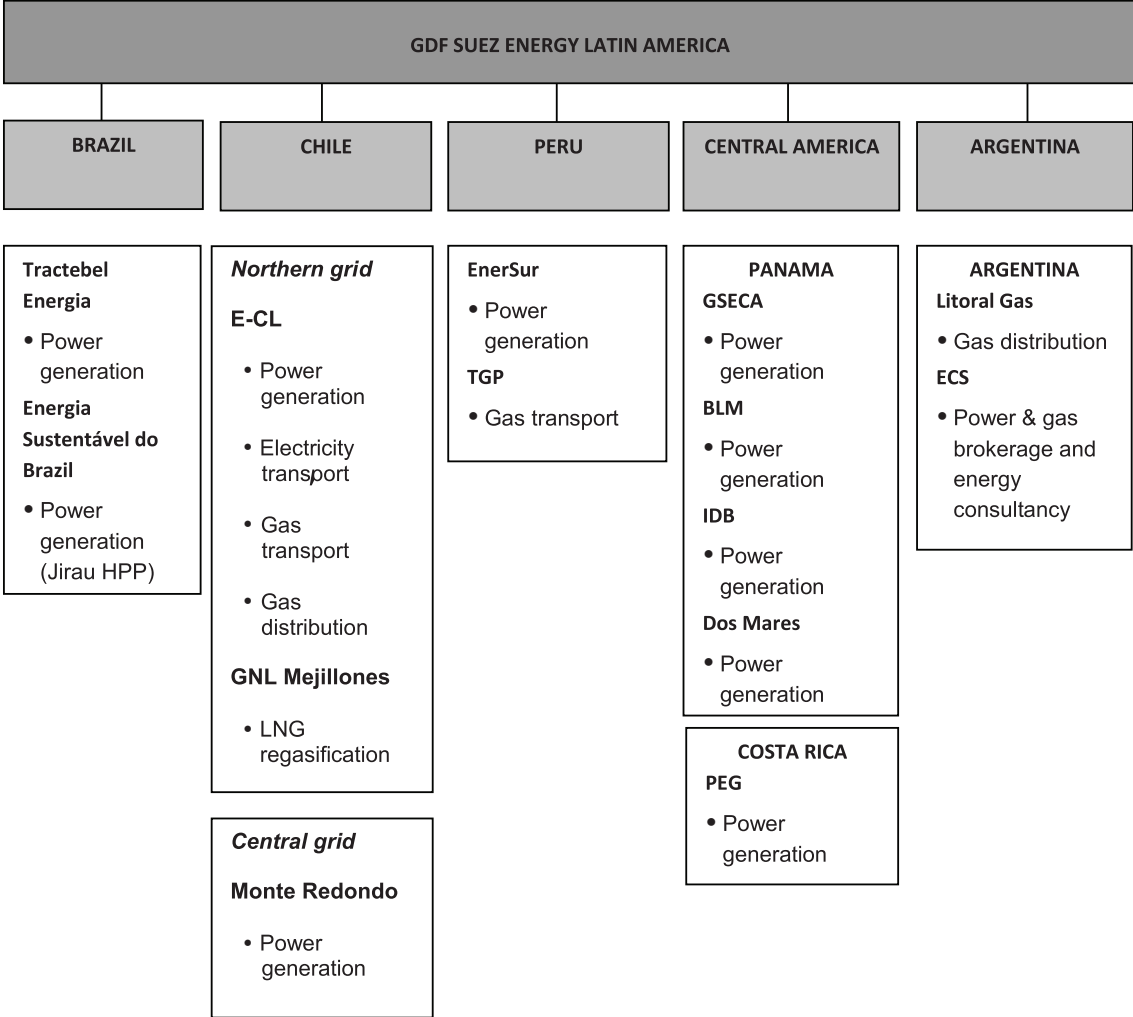 GDF SUEZ ENERGY LATIN AMERICA
BRAZIL
CHILE
PERU
CENTRAL AMERICA
ARGENTINA
Tractebel
Energia
• Power
generation
Energia
Sustentável do
Brazil
• Power
generation
(Jirau HPP)
Northern grid
E-CL
• Power
generation
• Electricity
transport
• Gas
transport
• Gas
distribution
GNL Mejillones
• LNG
regasification
Central grid
Monte Redondo
• Power
generation
EnerSur
• Power
generation
TGP
• Gas transport
PANAMA
GSECA
• Power
generation
BLM
• Power
generation
IDB
• Power
generation
Dos Mares
• Power
generation
COSTA RICA
PEG
• Power
generation
ARGENTINA
Litoral Gas
• Gas distribution
ECS
• Power & gas
brokerage and
energy
consultancy